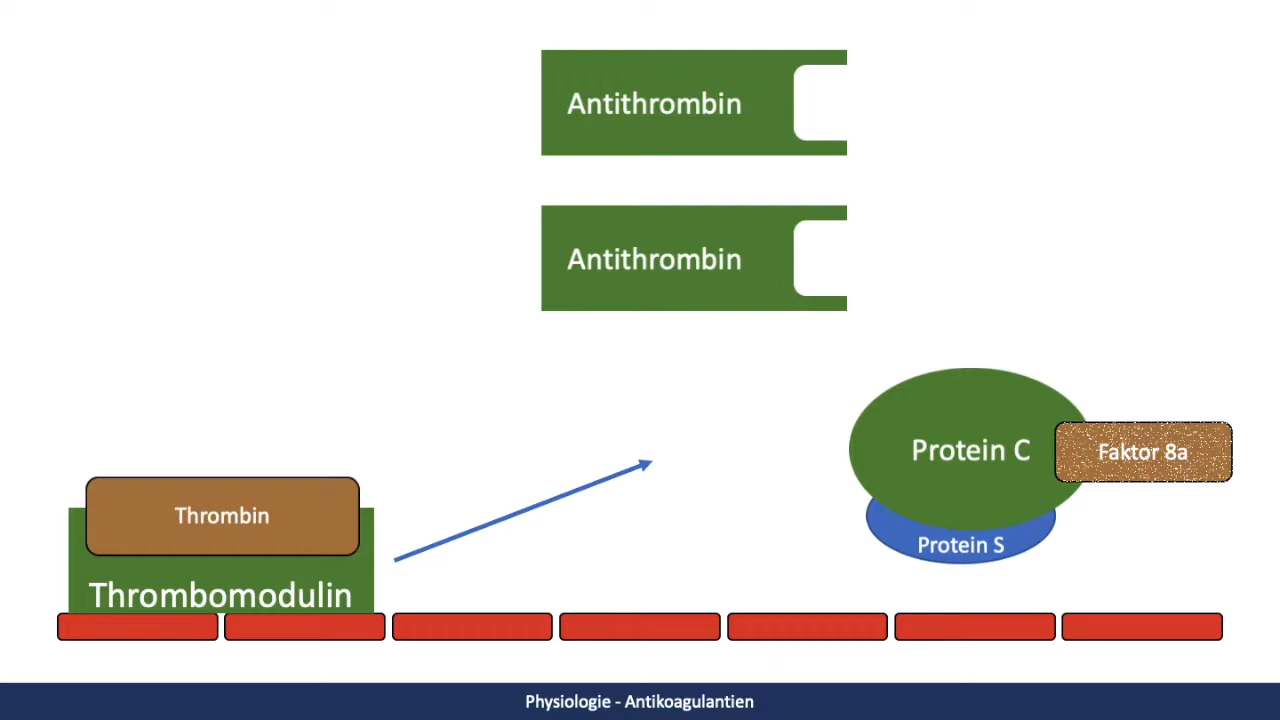 Antithrombin
Antithrombin
Protein C
Faktor 8a
Thrombin
Protein S
Thrombomodulin
Physiologie - Antikoagulantien